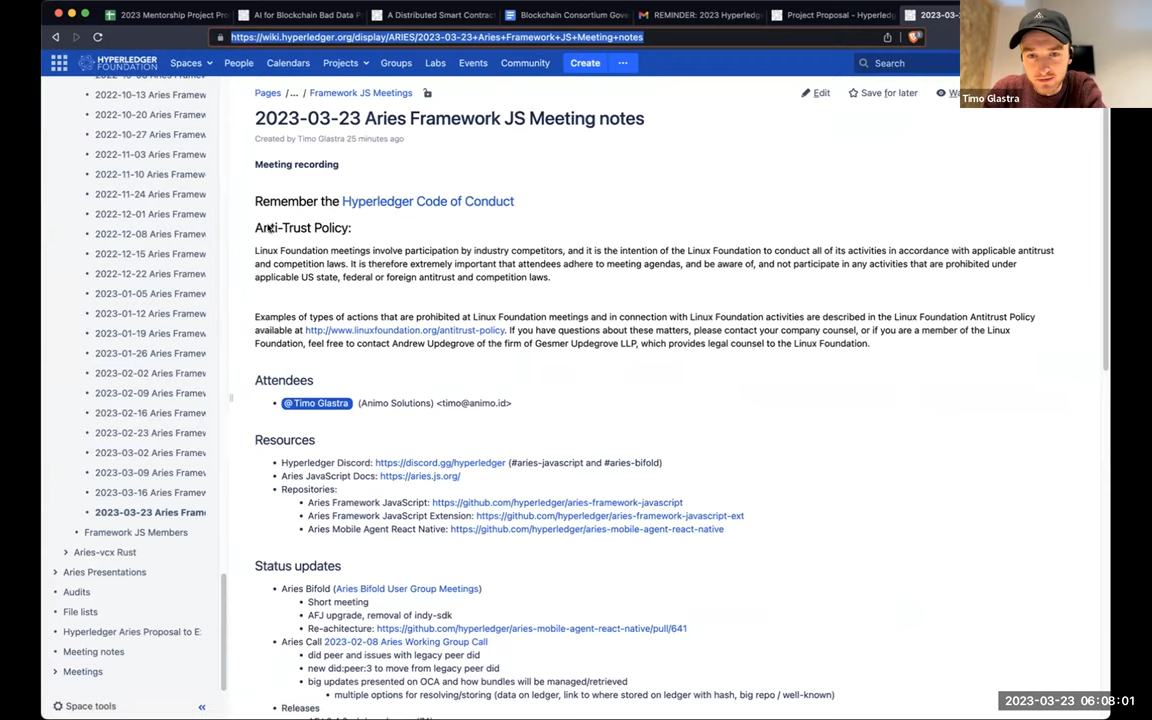 2023 Mentorship Project Pro
AI for Blockchain Bad Data P
A Distributed Smart Contract
Blockchain Consortium Gove
REMINDER: 2023 Hyperledg
Project Proposal - Hyperledg
2023-03-
https://wiki.hyperledger.org/display/ARIES/2023-03-23+Aries+Framework+JS+Meeting+notes
HYPERLEDGER
FOUNDATION
Spaces People Calendars Projects Groups Labs Events Community Create ... Search
Timo Glastra
2022-10-13 Aries Framew
2022-10-20 Aries Framew
2022-10-27 Aries Framew
2022-11-03 Aries Framew
2022-11-10 Aries Framew
2022-11-24 Aries Framew
2022-12-01 Aries Framew
2022-12-08 Aries Framew
2022-12-15 Aries Framew
2022-12-22 Aries Framew
2023-01-05 Aries Framew
2023-01-12 Aries Framew
2023-01-19 Aries Framew
2023-01-26 Aries Framew
2023-02-02 Aries Framew
2023-02-09 Aries Framew
2023-02-16 Aries Framew
2023-02-23 Aries Framew
2023-03-02 Aries Framew
2023-03-09 Aries Framew
2023-03-16 Aries Framew
2023-03-23 Aries Fram
Framework JS Members
Aries-vcx Rust
Aries Presentations
Audits
File lists
Hyperledger Aries Proposal to E
Meeting notes
Meetings
Space tools
Pages /... / Framework JS Meetings
Edit Save for later
2023-03-23 Aries Framework JS Meeting notes
Created by Timo Glastra 25 minutes ago
Meeting recording
Remember the Hyperledger Code of Conduct
Anti-Trust Policy:
Linux Foundation meetings involve participation by industry competitors, and it is the intention of the Linux Foundation to conduct all of its activities in accordance with applicable antitrust
and competition laws. It is therefore extremely important that attendees adhere to meeting agendas, and be aware of, and not participate in any activities that are prohibited under
applicable US state, federal or foreign antitrust and competition laws.
Examples of types of actions that are prohibited at Linux Foundation meetings and in connection with Linux Foundation activities are described in the Linux Foundation Antitrust Policy
available at http://www.linuxfoundation.org/antitrust-policy. If you have questions about these matters, please contact your company counsel, or if you are a member of the Linux
Foundation, feel free to contact Andrew Updegrove of the firm of Gesmer Updegrove LLP, which provides legal counsel to the Linux Foundation.
Attendees
@Timo Glastra (Animo Solutions) <timo@animo.id>
Resources
Hyperledger Discord: https://discord.gg/hyperledger (#aries-javascript and #aries-bifold)
Aries JavaScript Docs: https://aries.js.org/
Repositories:
Aries Framework JavaScript: https://github.com/hyperledger/aries-framework-javascript
Aries Framework JavaScript Extension: https://github.com/hyperledger/aries-framework-javascript-ext
Aries Mobile Agent React Native: https://github.com/hyperledger/aries-mobile-agent-react-native
Status updates
Aries Bifold (Aries Bifold User Group Meetings)
Short meeting
AFJ upgrade, removal of indy-sdk
Re-achitecture: https://github.com/hyperledger/aries-mobile-agent-react-native/pull/641
Aries Call 2023-02-08 Aries Working Group Call
did peer and issues with legacy peer did
new did:peer:3 to move from legacy peer did
big updates presented on OCA and how bundles will be managed/retrieved
multiple options for resolving/storing (data on ledger, link to where stored on ledger with hash, big repo / well-known)
Releases
2023-03-23 06:08:01